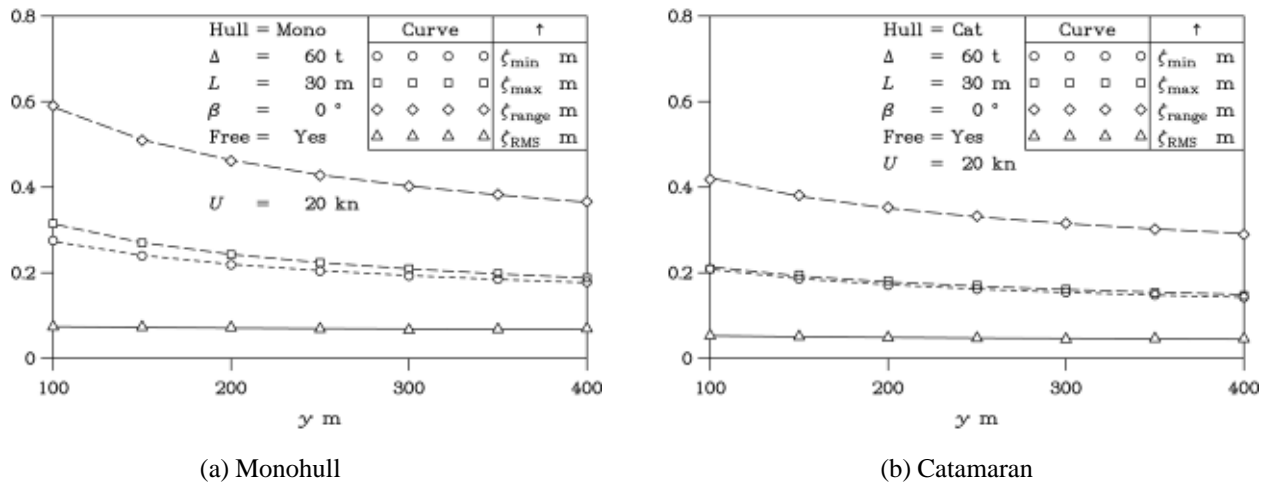 0.8
0.6
0.4
0.2
0
100
200
300
400
y m
Hull = Mono
Δ = 60 t
L = 30 m
β = 0 °
Free = Yes
U = 20 kn
Curve ↑
ζmin m
ζmax m
ζrange m
ζRMS m
(a) Monohull
0.8
0.6
0.4
0.2
0
100
200
300
400
y m
Hull = Cat
Δ = 60 t
L = 30 m
β = 0 °
Free = Yes
U = 20 kn
Curve ↑
ζmin m
ζmax m
ζrange m
ζRMS m
(b) Catamaran